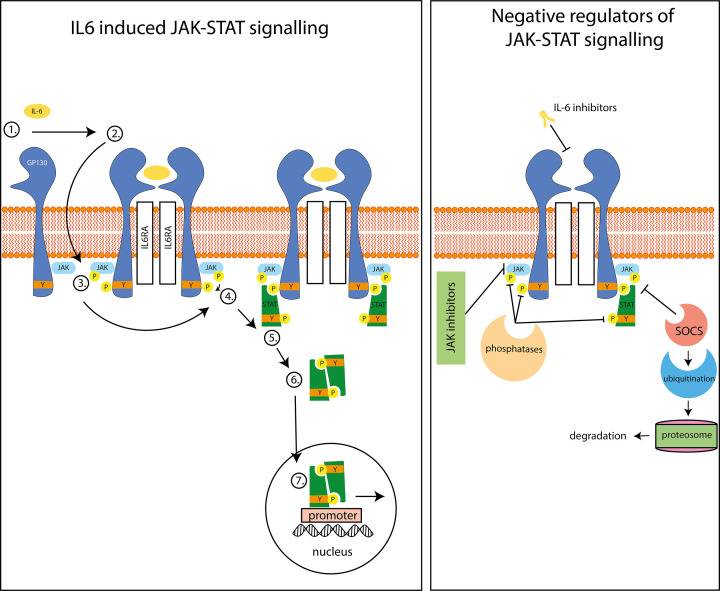 IL6 induced JAK-STAT signalling
IL-6
1.
2.
GP130
IL6RA
IL6RA
JAK
JAK
P
P
Y
Y
3.
JAK
P
P
Y
4.
JAK
P
P
Y
STAT
Y
P
JAK
P
P
Y
STAT
P
Y
5.
6.
P
Y
Y
P
7.
P
Y
Y
P
promoter
nucleus
Negative regulators of
JAK-STAT signalling
IL-6 inhibitors
JAK
P
P
Y
Y
JAK
P
P
STAT
P
Y
JAK inhibitors
phosphatases
SOCS
ubiquitination
proteosome
degradation